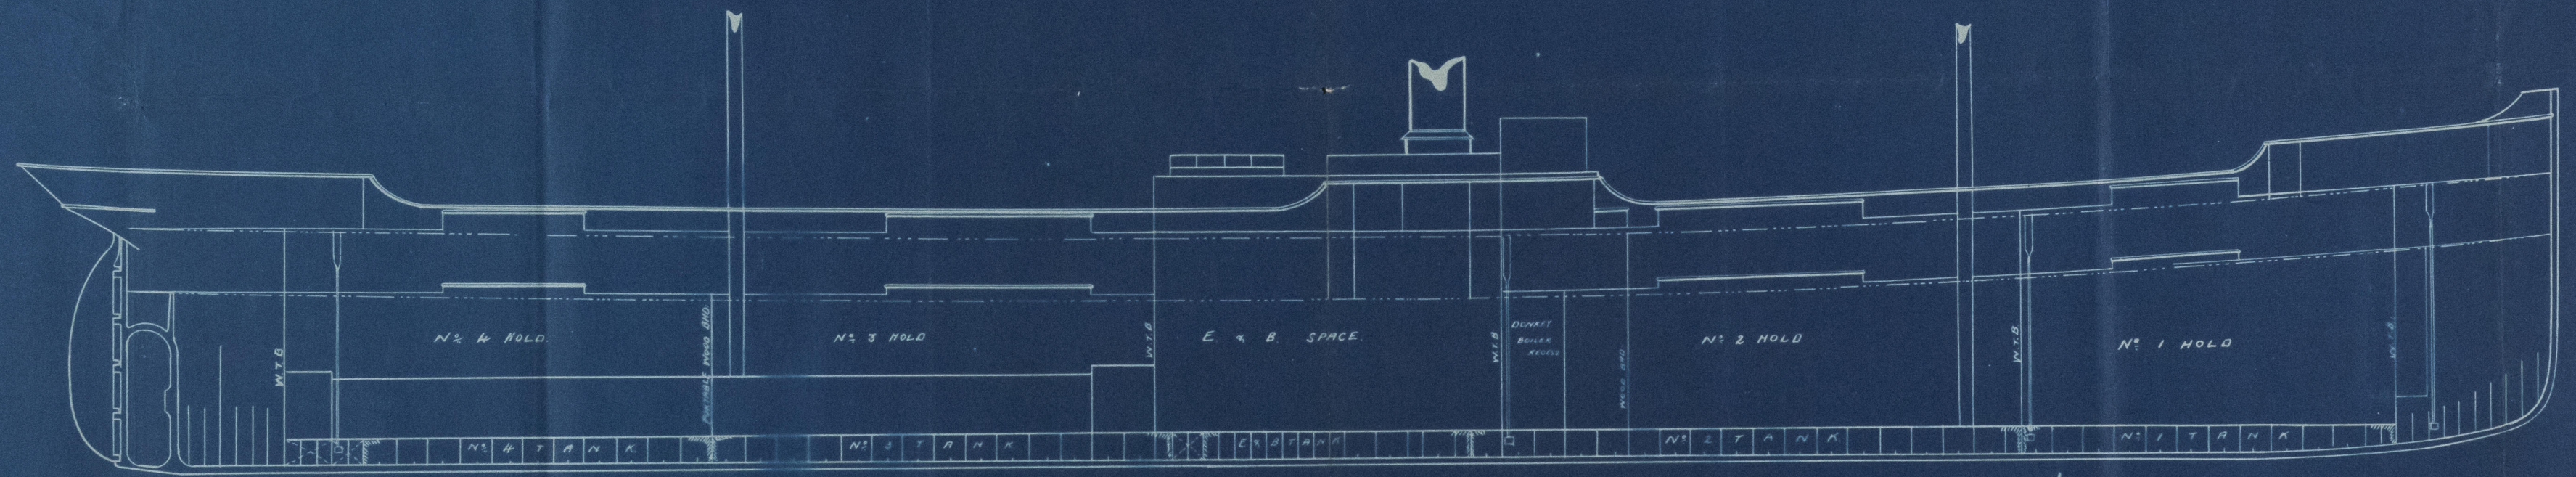 Nº 4 HOLD.
Nº 3 HOLD
E. & B. SPACE.
DONKEY
BOILER
RECESS
Nº 2 HOLD
Nº 1 HOLD
W.T.B
PORTABLE WOOD BHD
W.T.B
W.T.B
WOOD BHD
W.T.B.
W.T.B.
Nº 4 TANK
Nº 3 TANK
E & B TANK
Nº 2 TANK
Nº 1 TANK